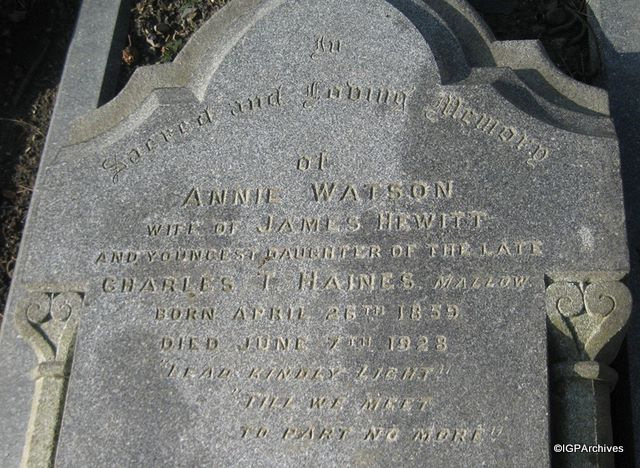 In
Sacred and Loving Memory
of
ANNIE WATSON
WIFE OF JAMES HEWITT
AND YOUNGEST DAUGHTER OF THE LATE
CHARLES T. HAINES. MALLOW.
BORN APRIL 26TH 1859
DIED JUNE 7TH 1928
"LEAD KINDLY LIGHT"
"TILL WE MEET
TO PART NO MORE"
©IGPArchives